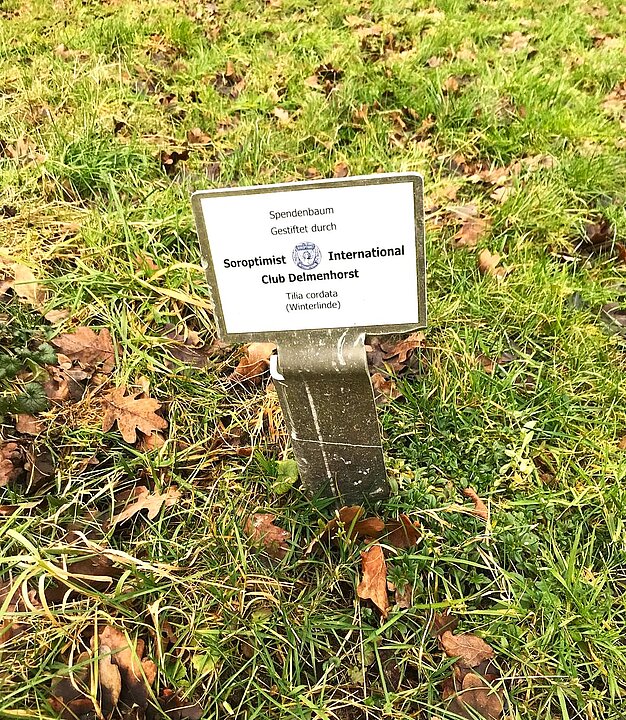 Spendenbaum
Gestiftet durch
Soroptimist International
Club Delmenhorst
Tilia cordata
(Winterlinde)